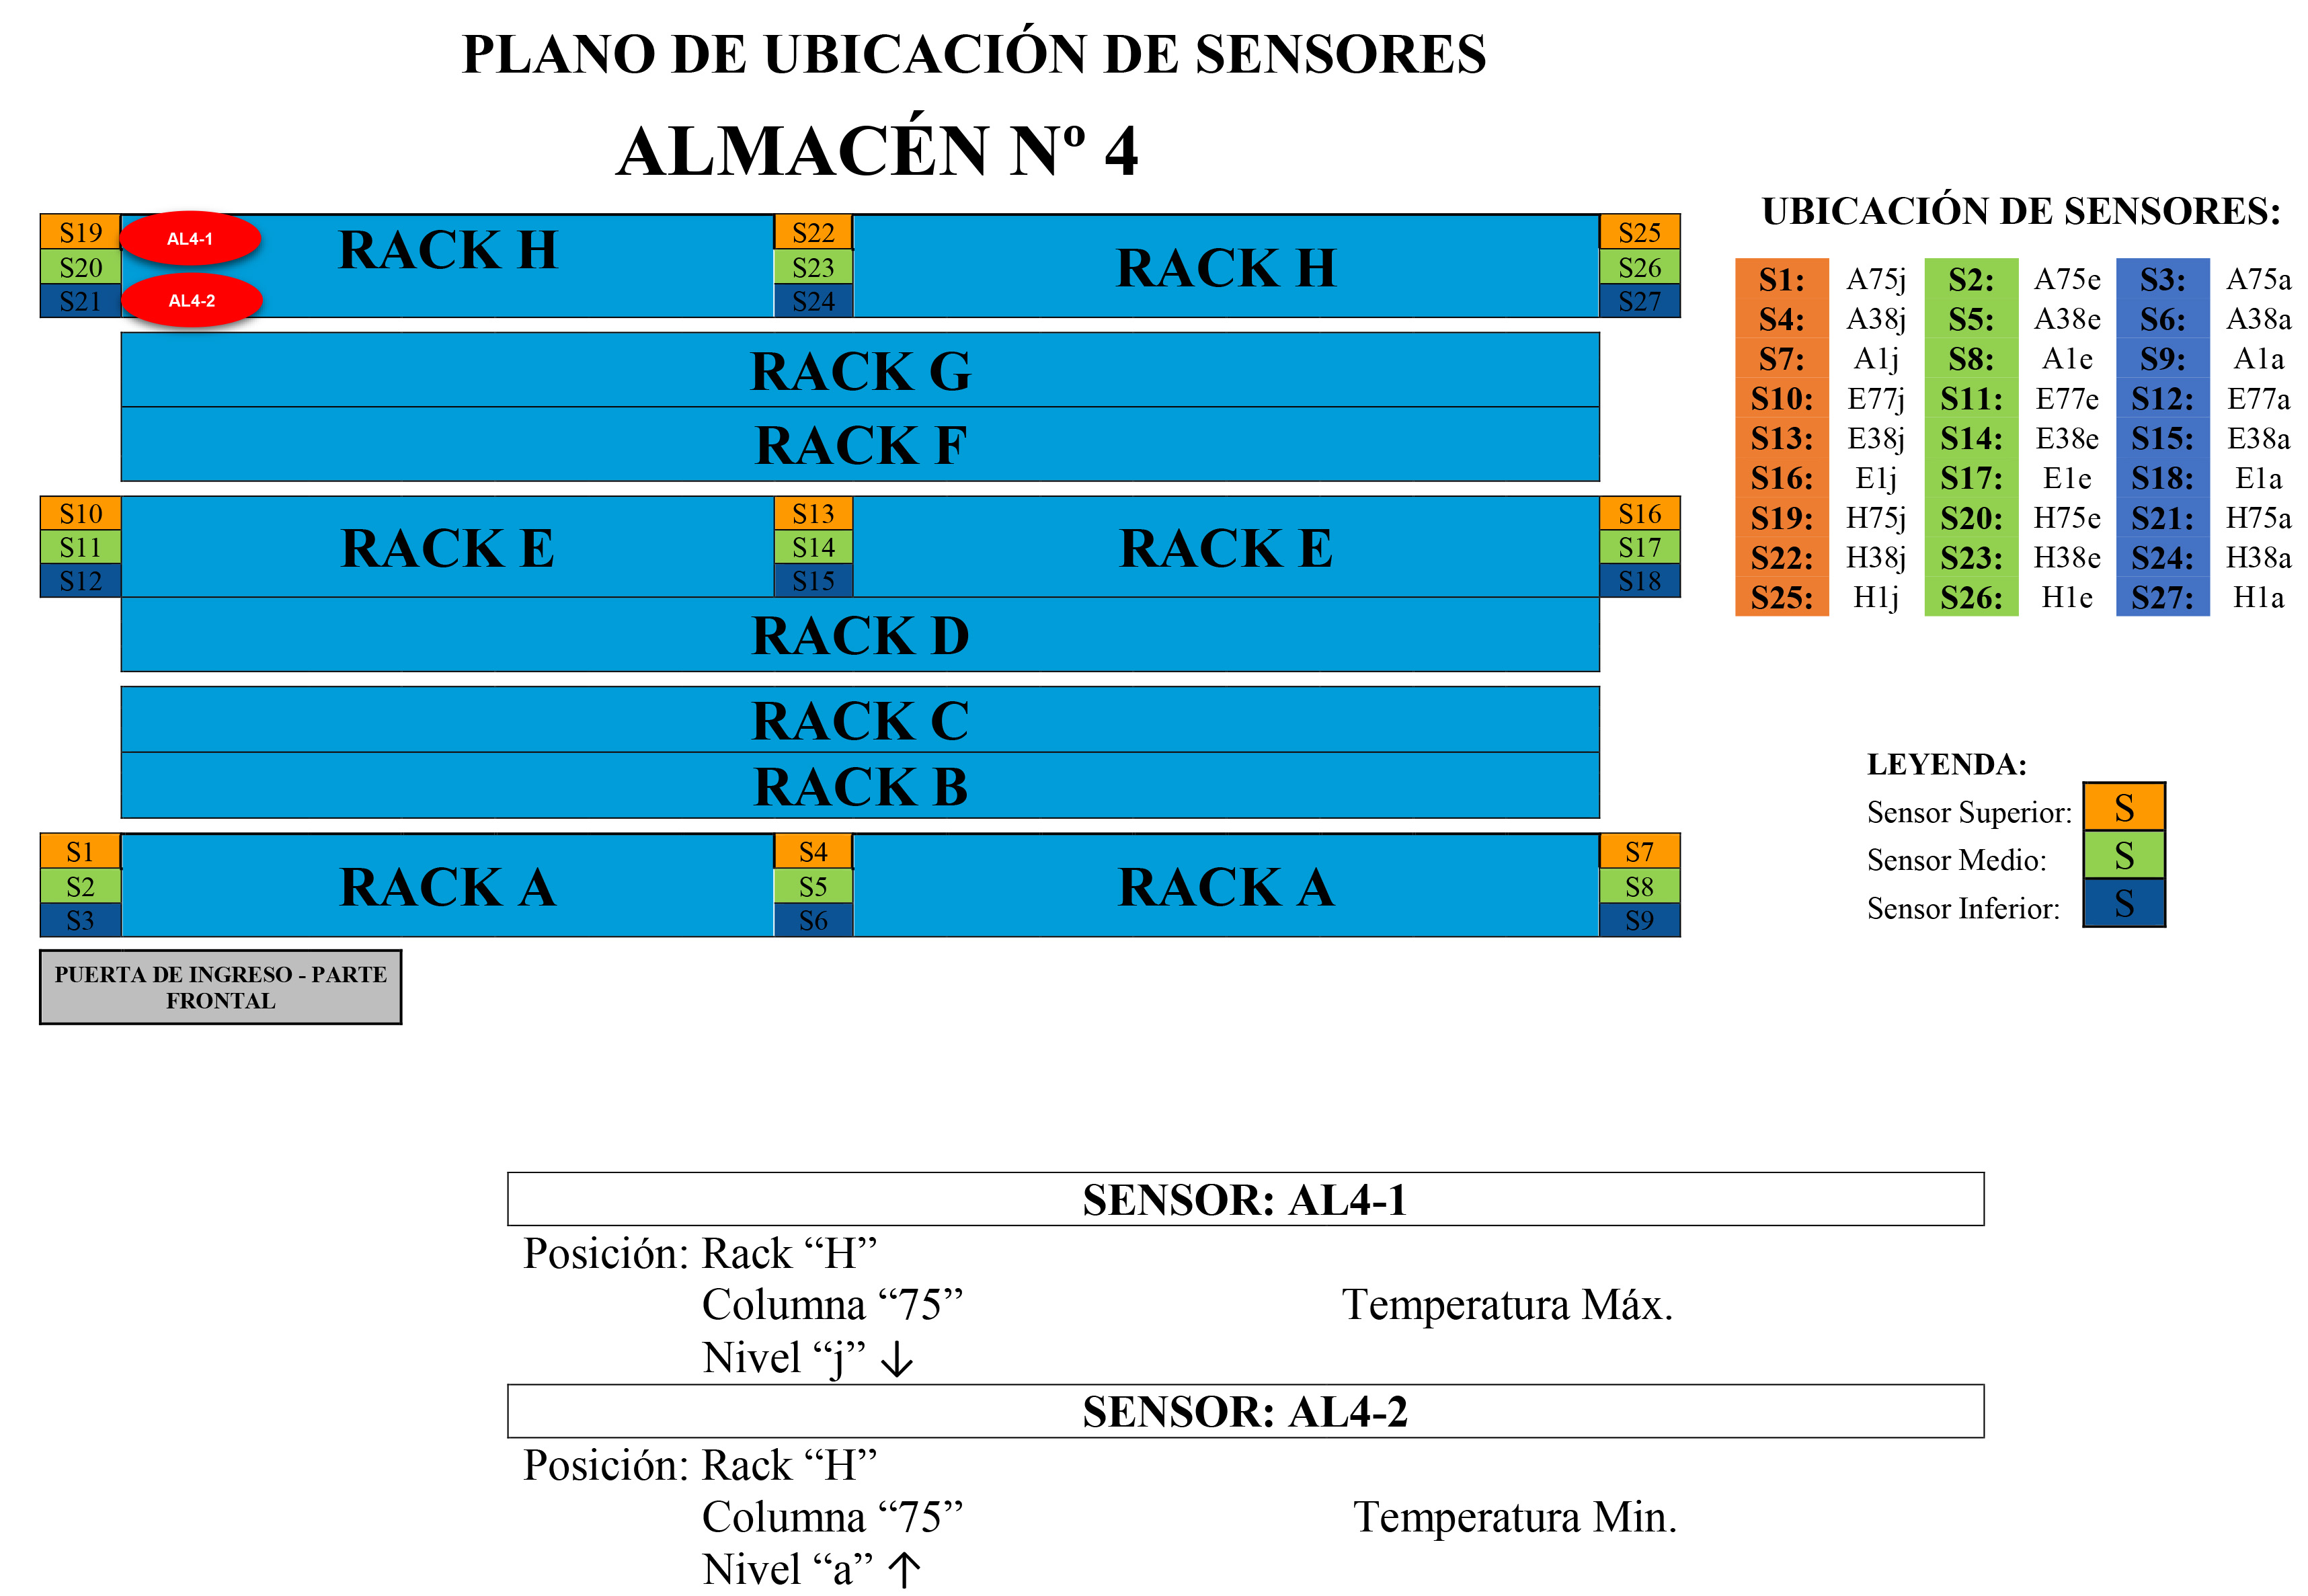 PLANO DE UBICACIÓN DE SENSORES
ALMACÉN Nº 4
S19 AL4-1 RACK H S22 RACK H S25
S20 S23 S26
S21 AL4-2 S24 S27
RACK G
RACK F
S10 RACK E S13 RACK E S16
S11 S14 S17
S12 S15 S18
RACK D
RACK C
RACK B
S1 RACK A S4 RACK A S7
S2 S5 S8
S3 S6 S9
PUERTA DE INGRESO - PARTE
FRONTAL
UBICACIÓN DE SENSORES:
S1: A75j S2: A75e S3: A75a
S4: A38j S5: A38e S6: A38a
S7: A1j S8: A1e S9: A1a
S10: E77j S11: E77e S12: E77a
S13: E38j S14: E38e S15: E38a
S16: E1j S17: E1e S18: E1a
S19: H75j S20: H75e S21: H75a
S22: H38j S23: H38e S24: H38a
S25: H1j S26: H1e S27: H1a
LEYENDA:
Sensor Superior: S
Sensor Medio: S
Sensor Inferior: S
SENSOR: AL4-1
Posición: Rack “H”
Columna “75” Temperatura Máx.
Nivel “j” ↓
SENSOR: AL4-2
Posición: Rack “H”
Columna “75” Temperatura Min.
Nivel “a” ↑